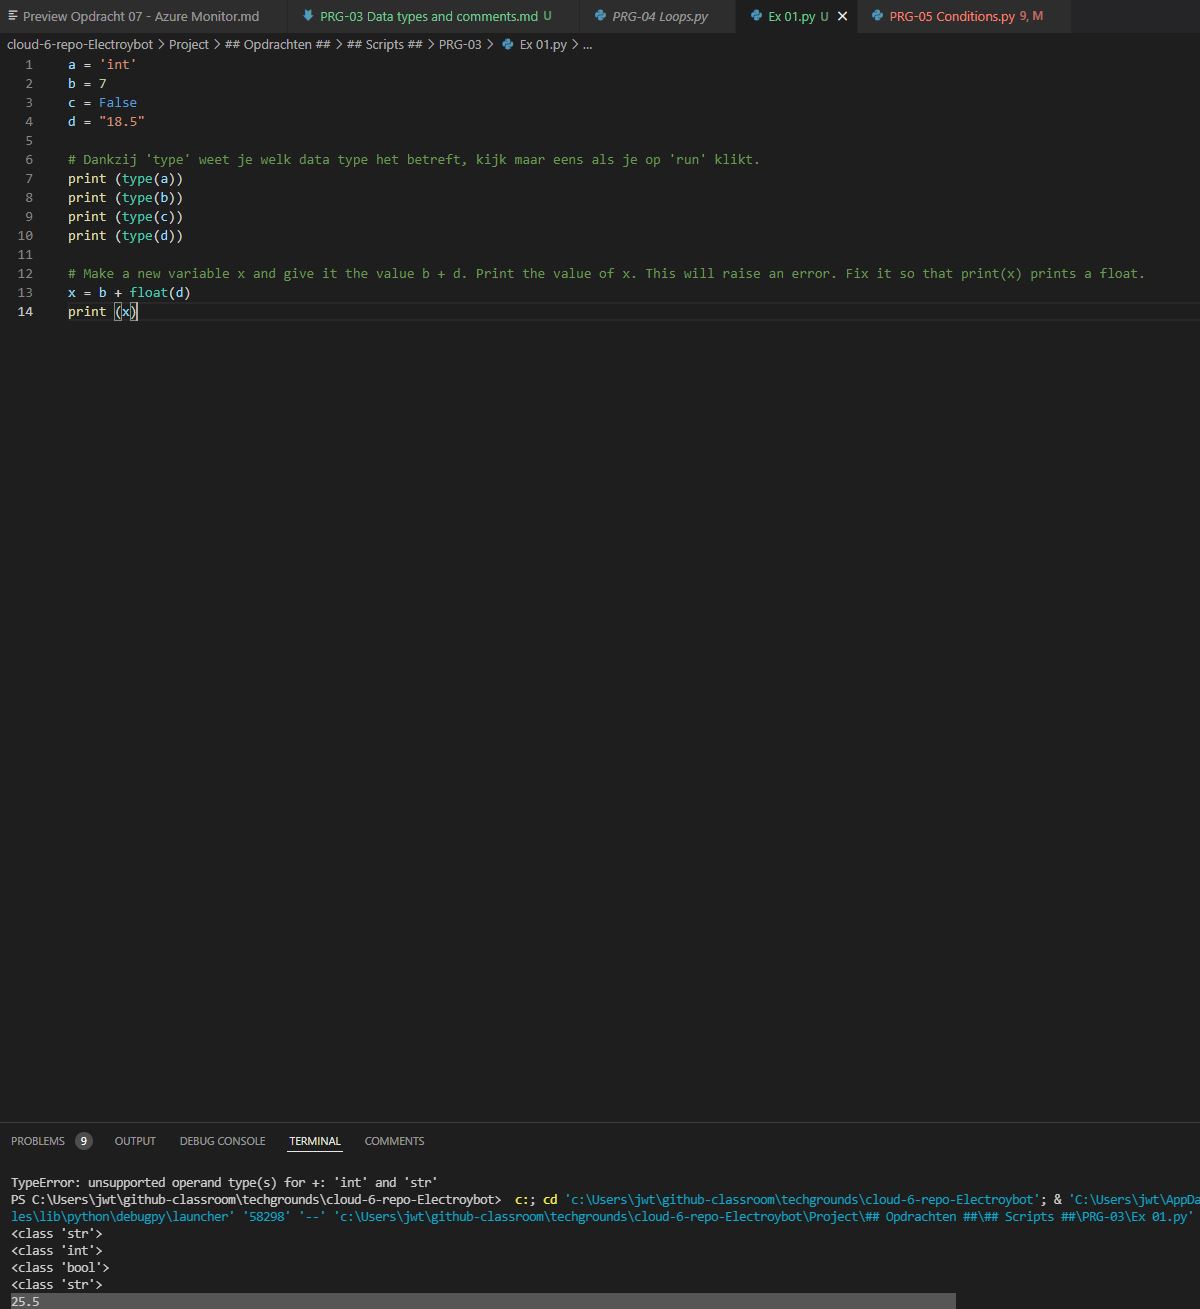 Preview Opdracht 07 - Azure Monitor.md PRG-03 Data types and comments.md U PRG-04 Loops.py Ex 01.py U PRG-05 Conditions.py 9, M
cloud-6-repo-Electroybot > Project > ## Opdrachten ## > ## Scripts ## > PRG-03 > Ex 01.py > ...
1 a = 'int'
2 b = 7
3 c = False
4 d = "18.5"
5
6 # Dankzij 'type' weet je welk data type het betreft, kijk maar eens als je op 'run' klikt.
7 print (type(a))
8 print (type(b))
9 print (type(c))
10 print (type(d))
11
12 # Make a new variable x and give it the value b + d. Print the value of x. This will raise an error. Fix it so that print(x) prints a float.
13 x = b + float(d)
14 print (x)
PROBLEMS 9 OUTPUT DEBUG CONSOLE TERMINAL COMMENTS
TypeError: unsupported operand type(s) for +: 'int' and 'str'
PS C:\Users\jwt\github-classroom\techgrounds\cloud-6-repo-Electroybot> c:; cd 'c:\Users\jwt\github-classroom\techgrounds\cloud-6-repo-Electroybot'; & 'C:\Users\jwt\AppDa
les\lib\python\debugpy\launcher' '58298' '--' 'c:\Users\jwt\github-classroom\techgrounds\cloud-6-repo-Electroybot\Project\## Opdrachten ##\## Scripts ##\PRG-03\Ex 01.py'
<class 'str'>
<class 'int'>
<class 'bool'>
<class 'str'>
25.5